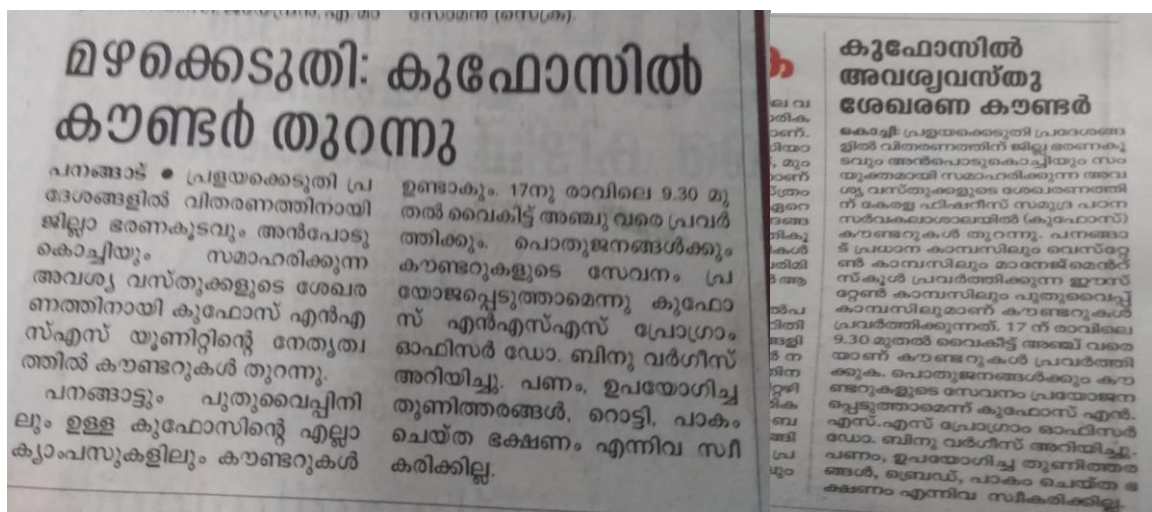 സോമൻ (സെക്ര).
മഴക്കെടുതി: കുഫോസിൽ
കൗണ്ടർ തുറന്നു
പനങ്ങാട് ● പ്രളയക്കെടുതി പ്ര
ദേശങ്ങളിൽ വിതരണത്തിനായി
ജില്ലാ ഭരണകൂടവും അൻപോടു
കൊച്ചിയും സമാഹരിക്കുന്ന
അവശ്യ വസ്തുക്കളുടെ ശേഖര
ണത്തിനായി കുഫോസ് എൻഎ
സ്എസ് യൂണിറ്റിന്റെ നേതൃത്വ
ത്തിൽ കൗണ്ടറുകൾ തുറന്നു.
പനങ്ങാട്ടും പുതുവൈപ്പിനി
ലും ഉള്ള കുഫോസിന്റെ എല്ലാ
ക്യാംപസുകളിലും കൗണ്ടറുകൾ
ഉണ്ടാകും. 17നു രാവിലെ 9.30 മു
തൽ വൈകിട്ട് അഞ്ചു വരെ പ്രവർ
ത്തിക്കും. പൊതുജനങ്ങൾക്കും
കൗണ്ടറുകളുടെ സേവനം പ്ര
യോജപ്പെടുത്താമെന്നു കുഫോ
സ് എൻഎസ്എസ് പ്രോഗ്രാം
ഓഫിസർ ഡോ. ബിനു വർഗീസ്
അറിയിച്ചു. പണം, ഉപയോഗിച്ച
തുണിത്തരങ്ങൾ, റൊട്ടി, പാകം
ചെയ്ത ഭക്ഷണം എന്നിവ സ്വീ
കരിക്കില്ല.
കുഫോസിൽ
അവശ്യവസ്തു
ശേഖരണ കൗണ്ടർ
കൊച്ചി: പ്രളയക്കെടുതി പ്രദേശങ്ങ
ളിൽ വിതരണത്തിന് ജില്ല ഭരണകൂ
ടവും അൻപൊടുകൊച്ചിയും സം
യുക്തമായി സമാഹരിക്കുന്ന അവ
ശ്യ വസ്തുക്കളുടെ ശേഖരണത്തി
ന് കേരള ഫിഷറീസ് സമുദ്ര പഠന
സർവകലാശാലയിൽ (കുഫോസ്)
കൗണ്ടറുകൾ തുറന്നു. പനങ്ങാ
ട് പ്രധാന കാമ്പസിലും വെസ്റ്റേ
ൺ കാമ്പസിലും മാനേജ്മെൻറ്
സ്കൂൾ പ്രവർത്തിക്കുന്ന ഈസ്
റ്റേൺ കാമ്പസിലും പുതുവൈപ്പ്
കാമ്പസിലുമാണ് കൗണ്ടറുകൾ
പ്രവർത്തിക്കുന്നത്. 17 ന് രാവിലെ
9.30 മുതൽ വൈകീട്ട് അഞ്ച് വരെ
യാണ് കൗണ്ടറുകൾ പ്രവർത്തി
ക്കുക. പൊതുജനങ്ങൾക്കും കൗ
ണ്ടറുകളുടെ സേവനം പ്രയോജന
പ്പെടുത്താമെന്ന് കുഫോസ് എൻ.
എസ്.എസ് പ്രോഗ്രാം ഓഫിസർ
ഡോ. ബിനു വർഗീസ് അറിയിച്ചു.
പണം, ഉപയോഗിച്ച തുണിത്തര
ങ്ങൾ, ബ്രെഡ്, പാകം ചെയ്ത ഭ
ക്ഷണം എന്നിവ സ്വീകരിക്കില്ല.